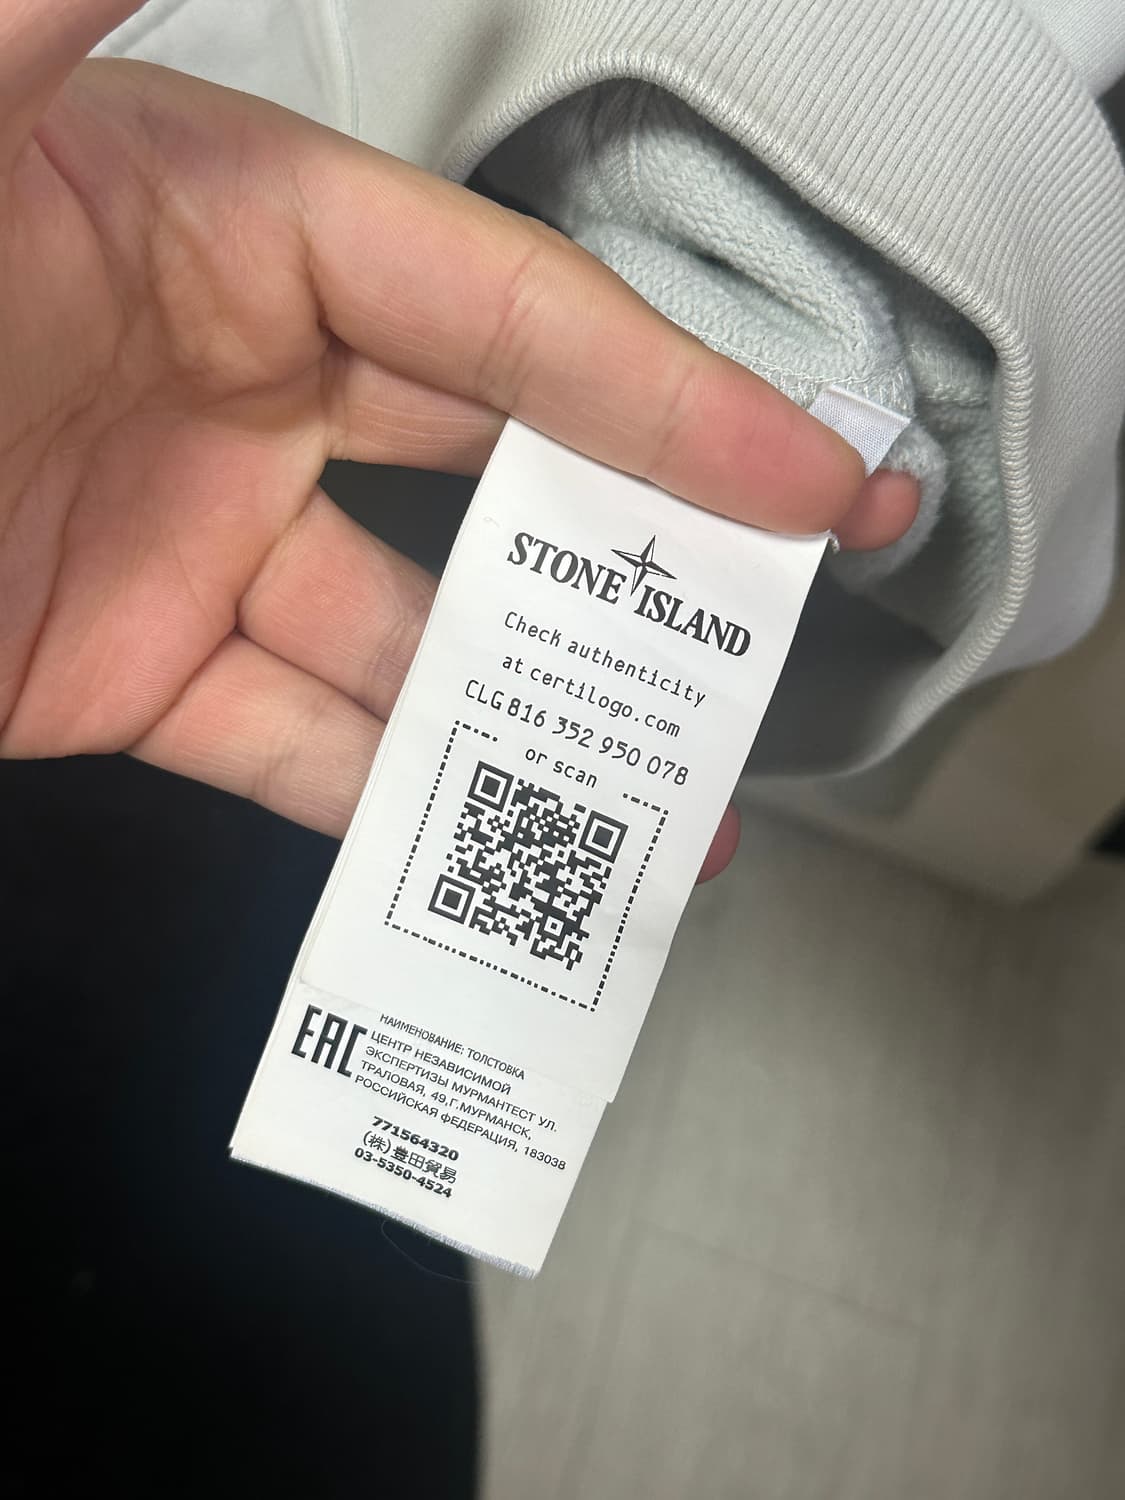 STONE ISLAND
Check authenticity
at certilogo.com
CLG 816 352 950 078
or scan
EAC
НАИМЕНОВАНИЕ: ТОЛСТОВКА
ЦЕНТР НЕЗАВИСИМОЙ
ЭКСПЕРТИЗЫ МУРМАНТЕСТ УЛ.
ТРАЛОВАЯ, 49,Г.МУРМАНСК,
РОССИЙСКАЯ ФЕДЕРАЦИЯ, 183038
771564320
(株)豊田貿易
03-5350-4524